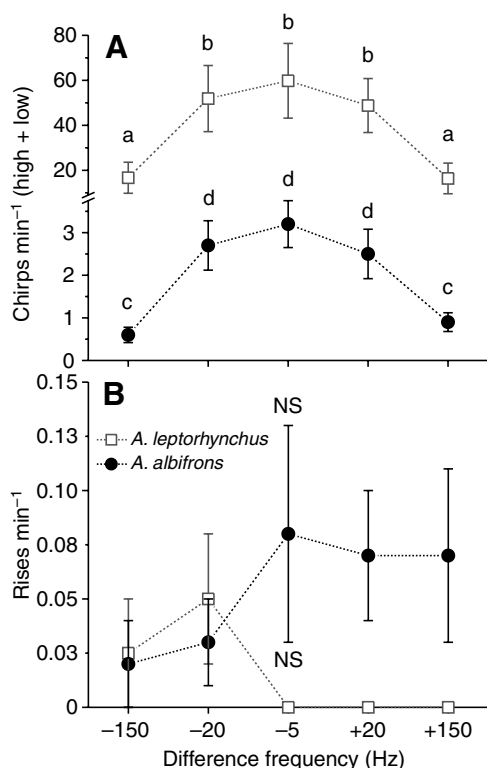 A
Chirps min⁻¹ (high + low)
80
60
40
20
3
2
1
0
a
b
b
b
a
c
d
d
d
c
B
Rises min⁻¹
0.15
0.13
0.10
0.08
0.05
0.03
0
A. leptorhynchus
A. albifrons
NS
NS
–150
–20
–5
+20
+150
Difference frequency (Hz)